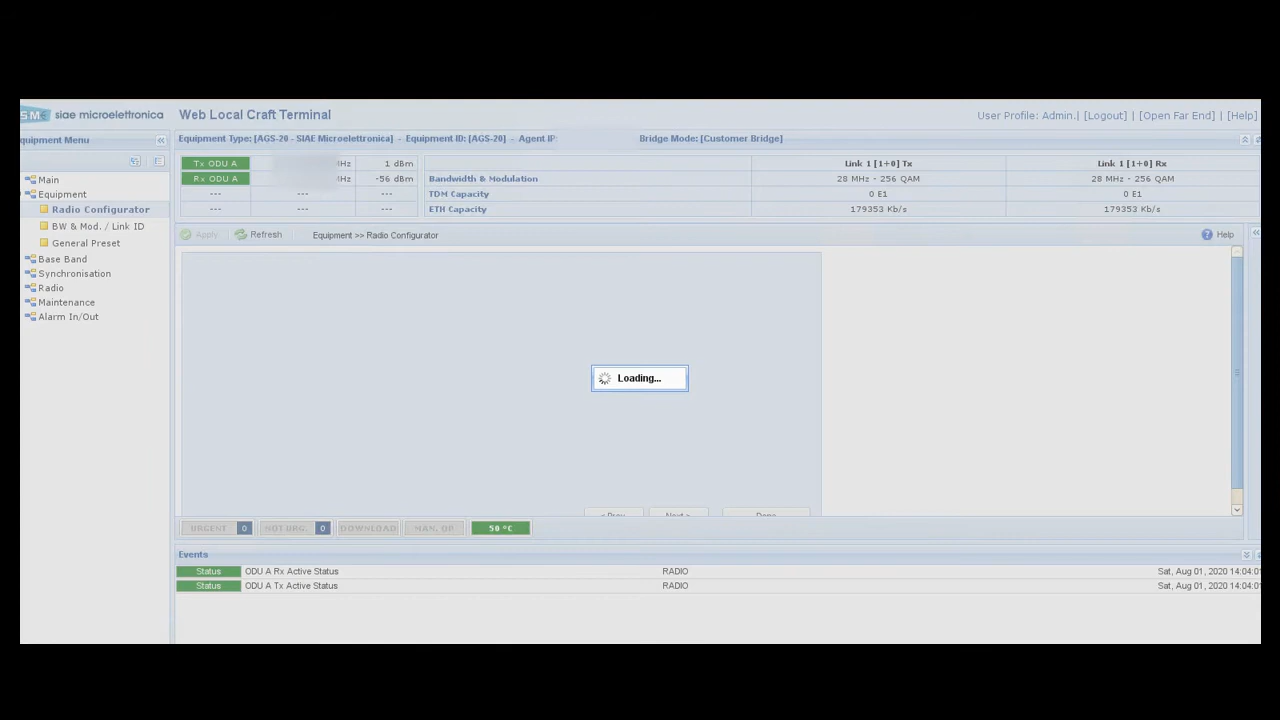 SM siae microelettronica Web Local Craft Terminal User Profile: Admin. | [Logout] | [Open Far End] | [Help]
quipment Menu Equipment Type: [AGS-20 - SIAE Microelettronica] - Equipment ID: [AGS-20] - Agent IP: Bridge Mode: [Customer Bridge]
Tx ODU A Hz 1 dBm Link 1 [1+0] Tx Link 1 [1+0] Rx
Rx ODU A Hz -56 dBm Bandwidth & Modulation 28 MHz - 256 QAM 28 MHz - 256 QAM
--- --- --- TDM Capacity 0 E1 0 E1
--- --- --- ETH Capacity 179353 Kb/s 179353 Kb/s
Main
Equipment
Radio Configurator
BW & Mod. / Link ID
General Preset
Base Band
Synchronisation
Radio
Maintenance
Alarm In/Out
Apply Refresh Equipment >> Radio Configurator Help
Loading...
< Prev Next > Done
URGENT 0 NOT URG. 0 DOWNLOAD MAN. OP 50 °C
Events
Status ODU A Rx Active Status RADIO Sat, Aug 01, 2020 14:04:01
Status ODU A Tx Active Status RADIO Sat, Aug 01, 2020 14:04:01